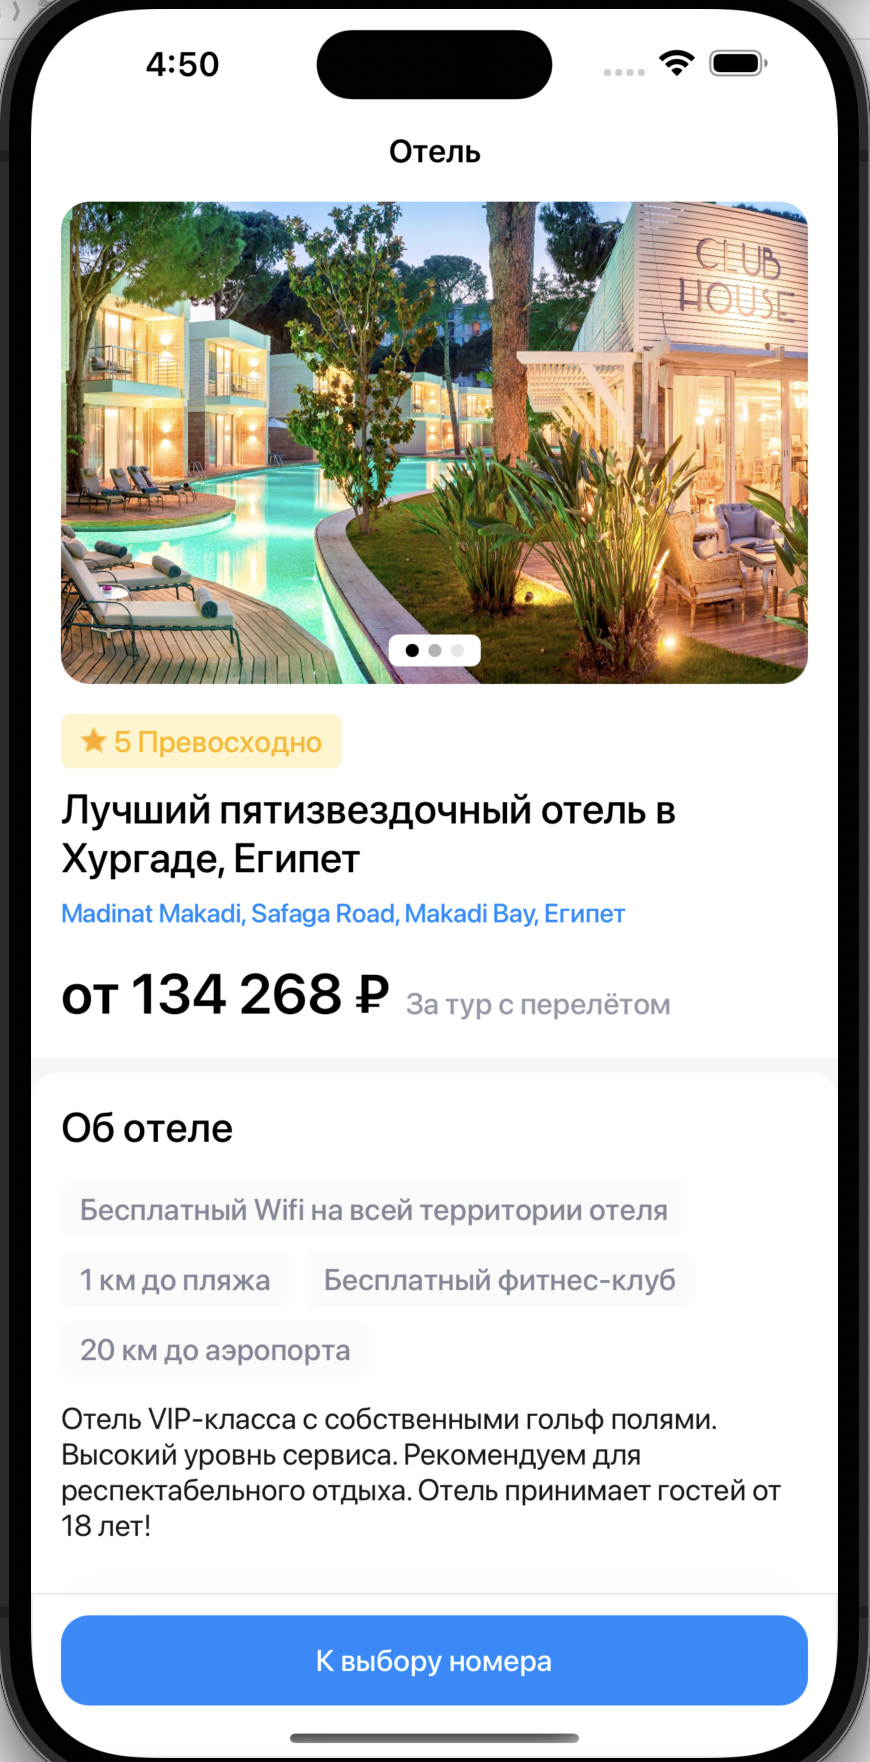 4:50
Отель
CLUB
HOUSE
5 Превосходно
Лучший пятизвездочный отель в
Хургаде, Египет
Madinat Makadi, Safaga Road, Makadi Bay, Египет
от 134 268 ₽ За тур с перелётом
Об отеле
Бесплатный Wifi на всей территории отеля
1 км до пляжа Бесплатный фитнес-клуб
20 км до аэропорта
Отель VIP-класса с собственными гольф полями.
Высокий уровнь сервиса. Рекомендуем для
респектабельного отдыха. Отель принимает гостей от
18 лет!
К выбору номера